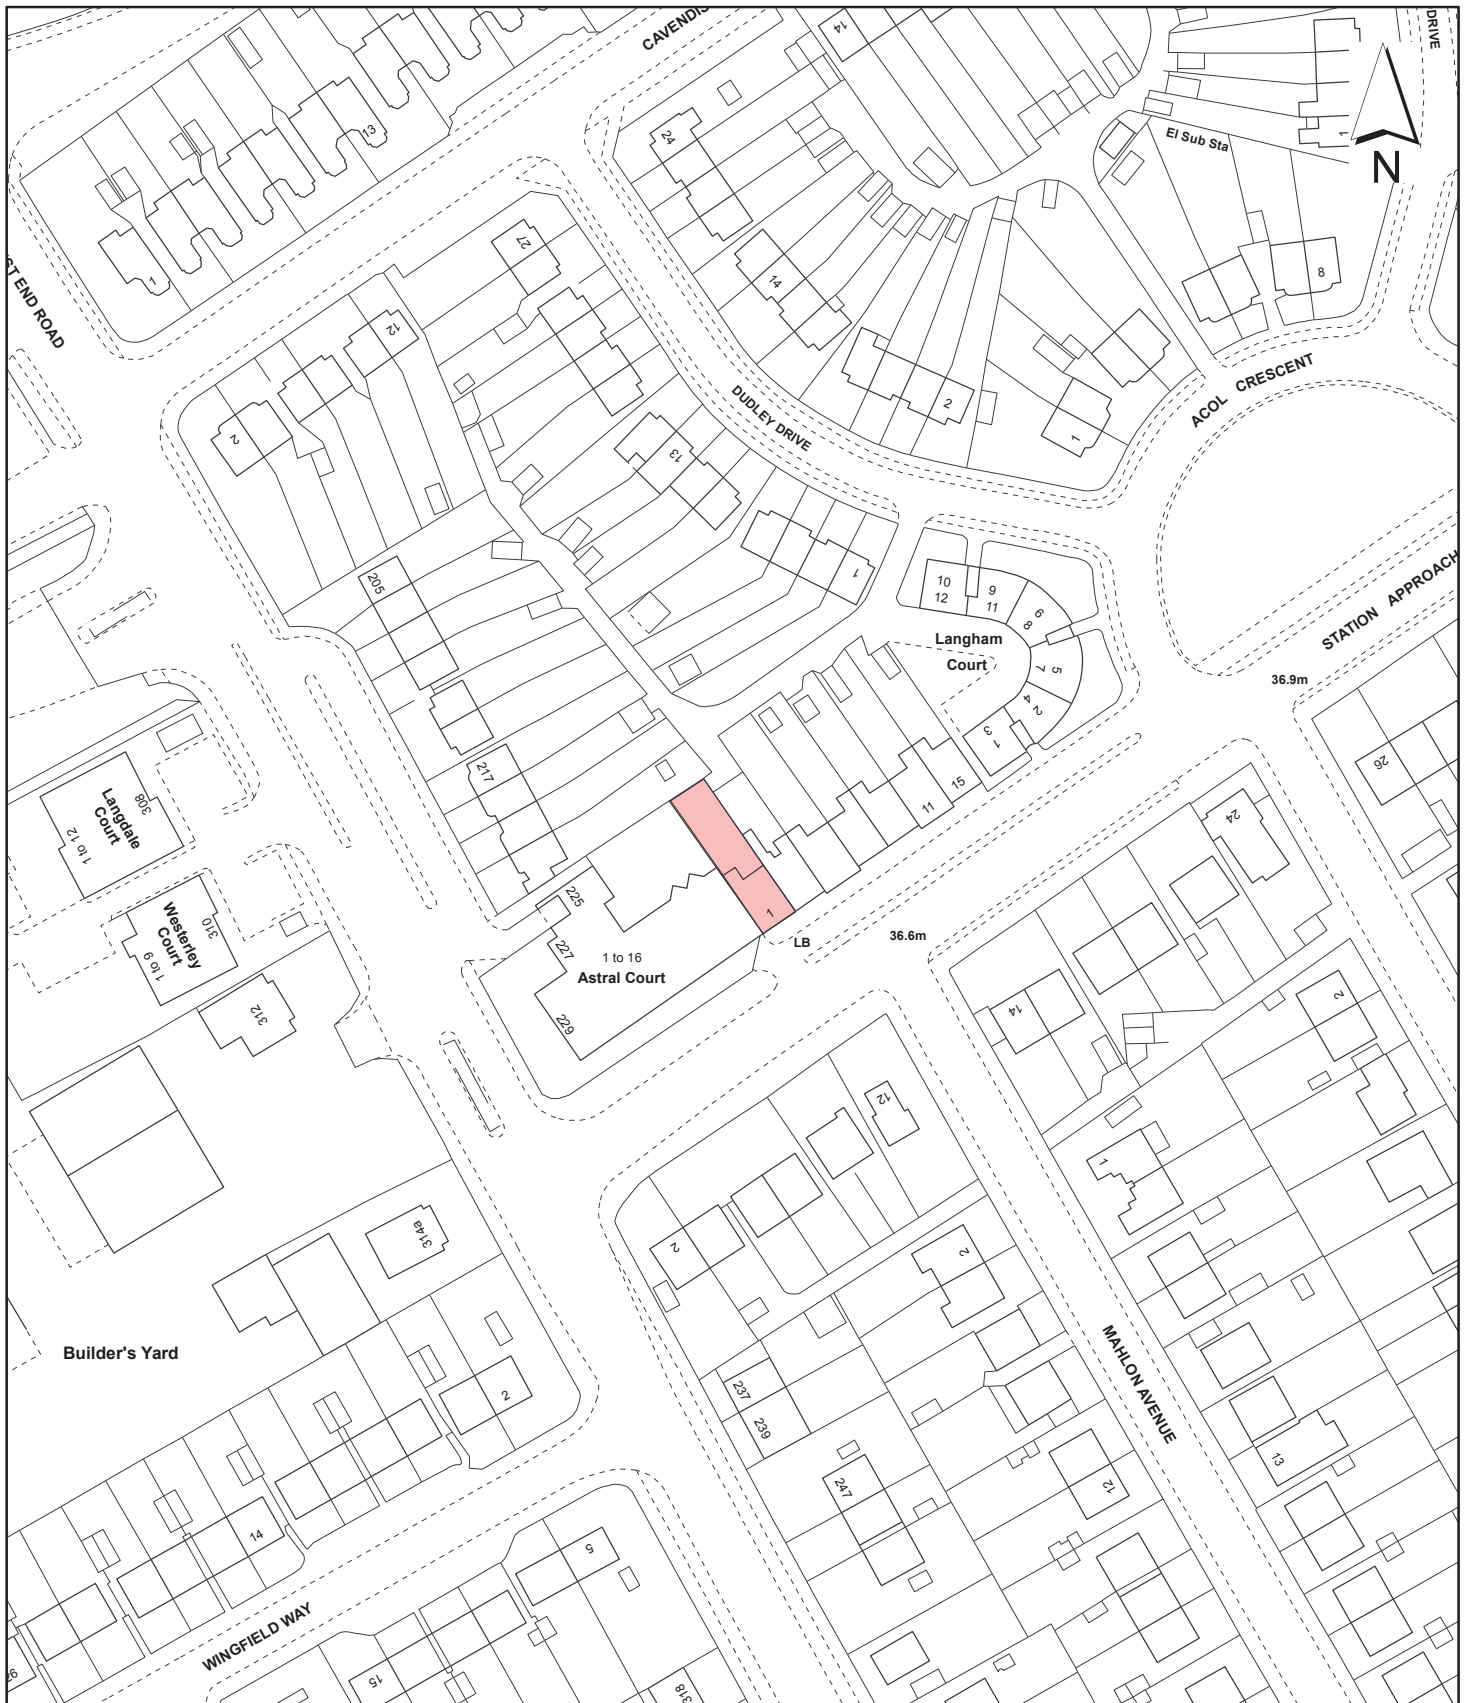 CAVENDIS
14
DRIVE
24
13
El Sub Sta
1
N
27
ST END ROAD
1
14
8
12
2
DUDLEY DRIVE
2
1
ACOL CRESCENT
13
205
1
10
12
9
11
6
8
Langham
Court
5
7
STATION APPROACH
36.9m
4
2
3
1
217
15
11
26
308
Langdale
Court
1 to 12
24
225
1
LB
36.6m
310
Westerley
Court
1 to 9
227
1 to 16
Astral Court
229
312
14
2
12
1
314a
2
2
Builder's Yard
MAHLON AVENUE
237
239
2
13
247
12
14
5
WINGFIELD WAY
26
15
318